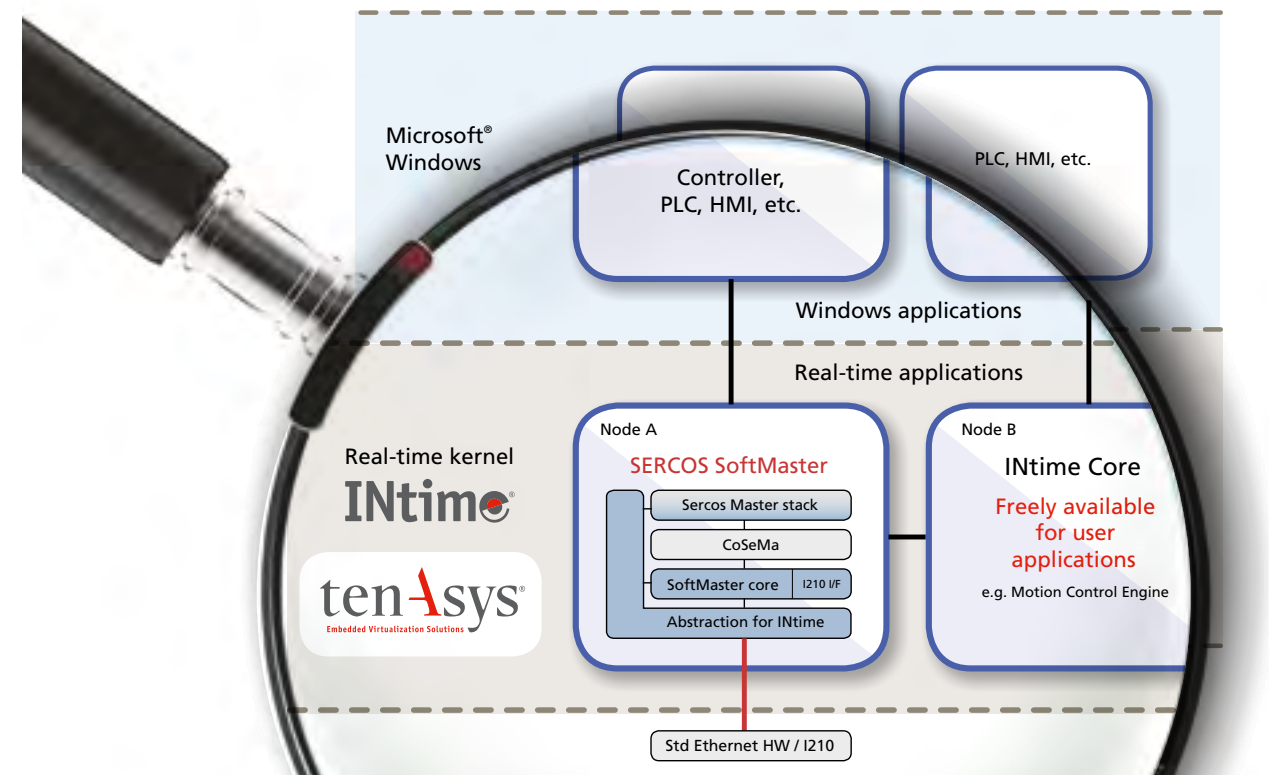 Microsoft®
Windows
Controller,
PLC, HMI, etc.
PLC, HMI, etc.
Windows applications
Real-time applications
Real-time kernel
INtime®
tenAsys®
Embedded Virtualization Solutions
Node A
SERCOS SoftMaster
Sercos Master stack
CoSeMa
SoftMaster core
I210 I/F
Abstraction for INtime
Node B
INtime Core
Freely available
for user
applications
e.g. Motion Control Engine
Std Ethernet HW / I210